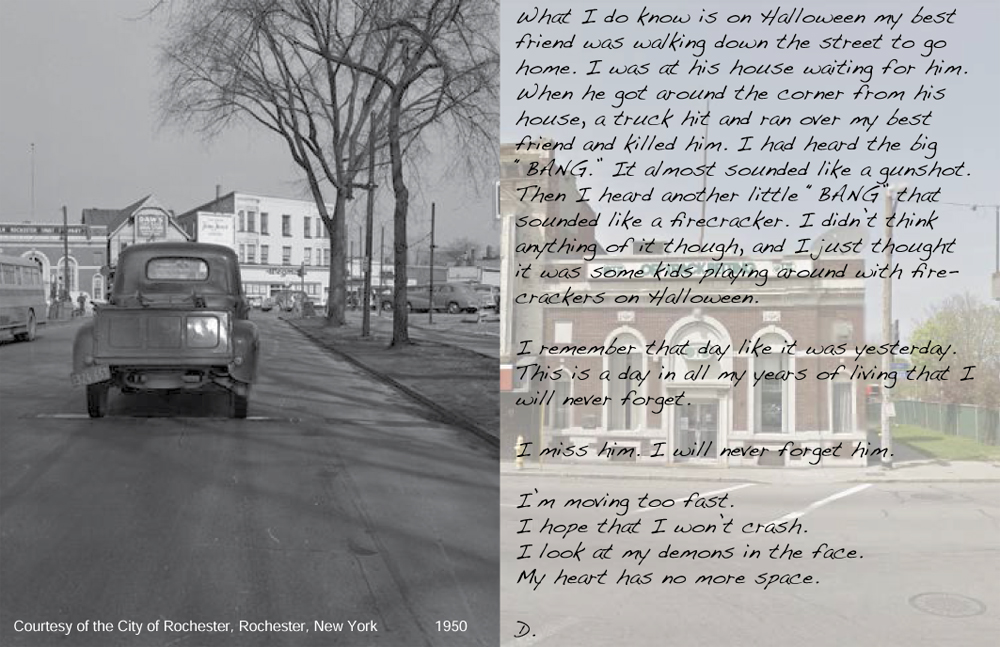 DAW'S
What I do know is on Halloween my best
friend was walking down the street to go
home. I was at his house waiting for him.
When he got around the corner from his
house, a truck hit and ran over my best
friend and killed him. I had heard the big
"BANG." It almost sounded like a gunshot.
Then I heard another little "BANG" that
sounded like a firecracker. I didn't think
anything of it though, and I just thought
it was some kids playing around with fire-
crackers on Halloween.
I remember that day like it was yesterday.
This is a day in all my years of living that I
will never forget.
I miss him. I will never forget him.
I'm moving too fast.
I hope that I won't crash.
I look at my demons in the face.
My heart has no more space.
D.
Courtesy of the City of Rochester, Rochester, New York 1950